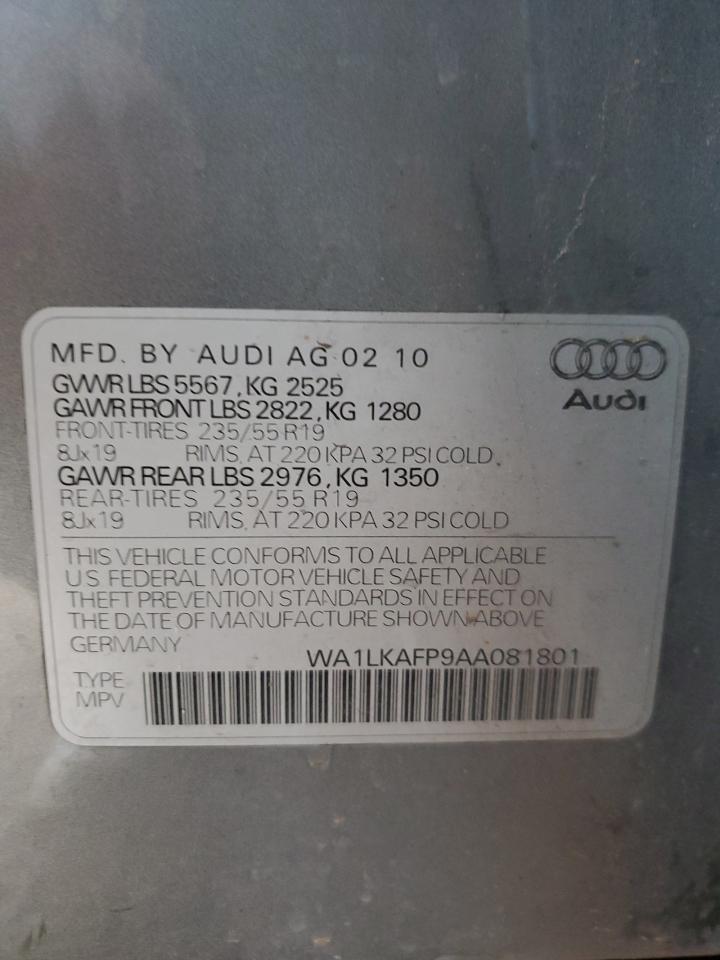 MFD. BY AUDI AG 02 10
GVWR LBS 5567, KG 2525
GAWR FRONT LBS 2822, KG 1280
FRONT-TIRES 235/55 R19
8Jx19 RIMS, AT 220 KPA 32 PSI COLD
GAWR REAR LBS 2976, KG 1350
REAR-TIRES 235/55 R19
8Jx19 RIMS, AT 220 KPA 32 PSI COLD
Audi
THIS VEHICLE CONFORMS TO ALL APPLICABLE
U.S. FEDERAL MOTOR VEHICLE SAFETY AND
THEFT PREVENTION STANDARDS IN EFFECT ON
THE DATE OF MANUFACTURE SHOWN ABOVE
GERMANY
WA1LKAFP9AA081801
TYPE
MPV